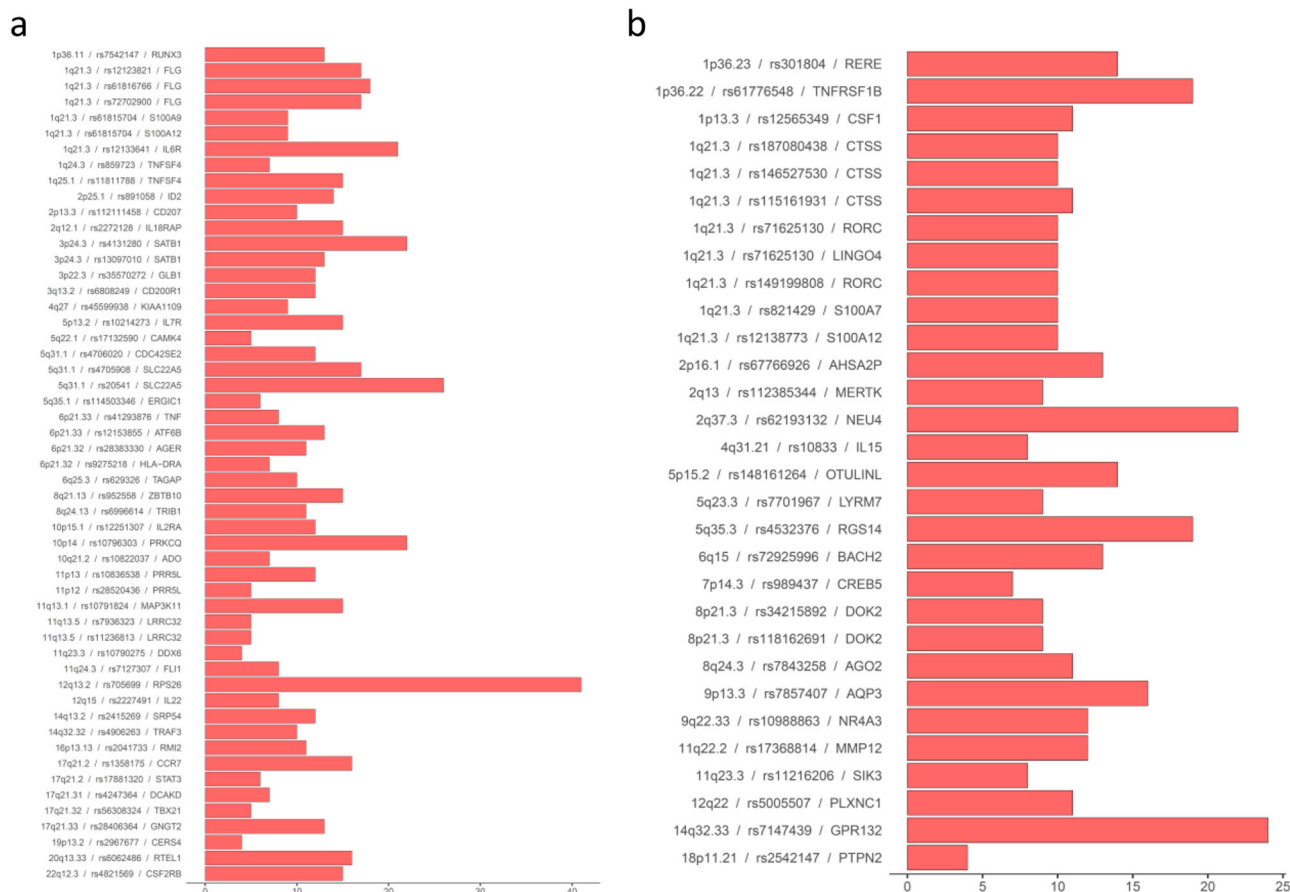 a
1p36.11 / rs7542147 / RUNX3
1q21.3 / rs12123821 / FLG
1q21.3 / rs61816766 / FLG
1q21.3 / rs72702900 / FLG
1q21.3 / rs61815704 / S100A9
1q21.3 / rs61815704 / S100A12
1q21.3 / rs12133641 / IL6R
1q24.3 / rs859723 / TNFSF4
1q25.1 / rs11811788 / TNFSF4
2p25.1 / rs891058 / ID2
2p13.3 / rs112111458 / CD207
2q12.1 / rs2272128 / IL18RAP
3p24.3 / rs4131280 / SATB1
3p24.3 / rs13097010 / SATB1
3p22.3 / rs35570272 / GLB1
3q13.2 / rs6808249 / CD200R1
4q27 / rs45599938 / KIAA1109
5p13.2 / rs10214273 / IL7R
5q22.1 / rs17132590 / CAMK4
5q31.1 / rs4706020 / CDC42SE2
5q31.1 / rs4705908 / SLC22A5
5q31.1 / rs20541 / SLC22A5
5q35.1 / rs114503346 / ERGIC1
6p21.33 / rs41293876 / TNF
6p21.33 / rs12153855 / ATF6B
6p21.32 / rs28383330 / AGER
6p21.32 / rs9275218 / HLA−DRA
6q25.3 / rs629326 / TAGAP
8q21.13 / rs952558 / ZBTB10
8q24.13 / rs6996614 / TRIB1
10p15.1 / rs12251307 / IL2RA
10p14 / rs10796303 / PRKCQ
10q21.2 / rs10822037 / ADO
11p13 / rs10836538 / PRR5L
11p12 / rs28520436 / PRR5L
11q13.1 / rs10791824 / MAP3K11
11q13.5 / rs7936323 / LRRC32
11q13.5 / rs11236813 / LRRC32
11q23.3 / rs10790275 / DDX6
11q24.3 / rs7127307 / FLI1
12q13.2 / rs705699 / RPS26
12q15 / rs2227491 / IL22
14q13.2 / rs2415269 / SRP54
14q32.32 / rs4906263 / TRAF3
16p13.13 / rs2041733 / RMI2
17q21.2 / rs1358175 / CCR7
17q21.2 / rs17881320 / STAT3
17q21.31 / rs4247364 / DCAKD
17q21.32 / rs56308324 / TBX21
17q21.33 / rs28406364 / GNGT2
19p13.2 / rs2967677 / CERS4
20q13.33 / rs6062486 / RTEL1
22q12.3 / rs4821569 / CSF2RB
0 10 20 30 40
b
1p36.23 / rs301804 / RERE
1p36.22 / rs61776548 / TNFRSF1B
1p13.3 / rs12565349 / CSF1
1q21.3 / rs187080438 / CTSS
1q21.3 / rs146527530 / CTSS
1q21.3 / rs115161931 / CTSS
1q21.3 / rs71625130 / RORC
1q21.3 / rs71625130 / LINGO4
1q21.3 / rs149199808 / RORC
1q21.3 / rs821429 / S100A7
1q21.3 / rs12138773 / S100A12
2p16.1 / rs67766926 / AHSA2P
2q13 / rs112385344 / MERTK
2q37.3 / rs62193132 / NEU4
4q31.21 / rs10833 / IL15
5p15.2 / rs148161264 / OTULINL
5q23.3 / rs7701967 / LYRM7
5q35.3 / rs4532376 / RGS14
6q15 / rs72925996 / BACH2
7p14.3 / rs989437 / CREB5
8p21.3 / rs34215892 / DOK2
8p21.3 / rs118162691 / DOK2
8q24.3 / rs7843258 / AGO2
9p13.3 / rs7857407 / AQP3
9q22.33 / rs10988863 / NR4A3
11q22.2 / rs17368814 / MMP12
11q23.3 / rs11216206 / SIK3
12q22 / rs5005507 / PLXNC1
14q32.33 / rs7147439 / GPR132
18p11.21 / rs2542147 / PTPN2
0 5 10 15 20 25